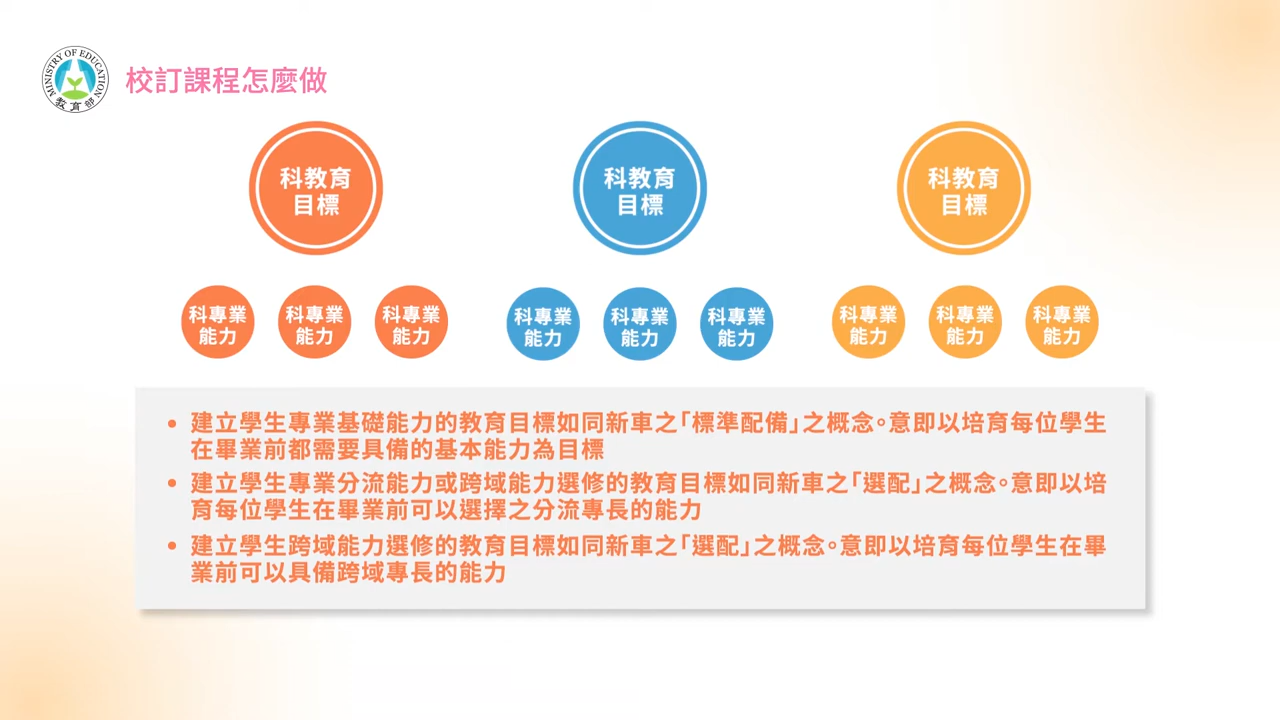 MINISTRY OF EDUCATION
教育部
校訂課程怎麼做
科教育
目標
科教育
目標
科教育
目標
科專業
能力
科專業
能力
科專業
能力
科專業
能力
科專業
能力
科專業
能力
科專業
能力
科專業
能力
科專業
能力
• 建立學生專業基礎能力的教育目標如同新車之「標準配備」之概念。意即以培育每位學生
在畢業前都需要具備的基本能力為目標
• 建立學生專業分流能力或跨域能力選修的教育目標如同新車之「選配」之概念。意即以培
育每位學生在畢業前可以選擇之分流專長的能力
• 建立學生跨域能力選修的教育目標如同新車之「選配」之概念。意即以培育每位學生在畢
業前可以具備跨域專長的能力